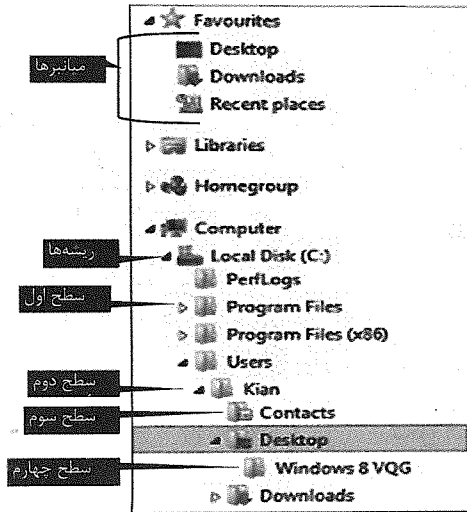 Favourites
Desktop
میانبرها
Downloads
Recent places
Libraries
Homegroup
Computer
ریشه‌ها
Local Disk (C:)
PerfLogs
سطح اول
Program Files
Program Files (x86)
Users
سطح دوم
Kian
سطح سوم
Contacts
Desktop
سطح چهارم
Windows 8 VQG
Downloads